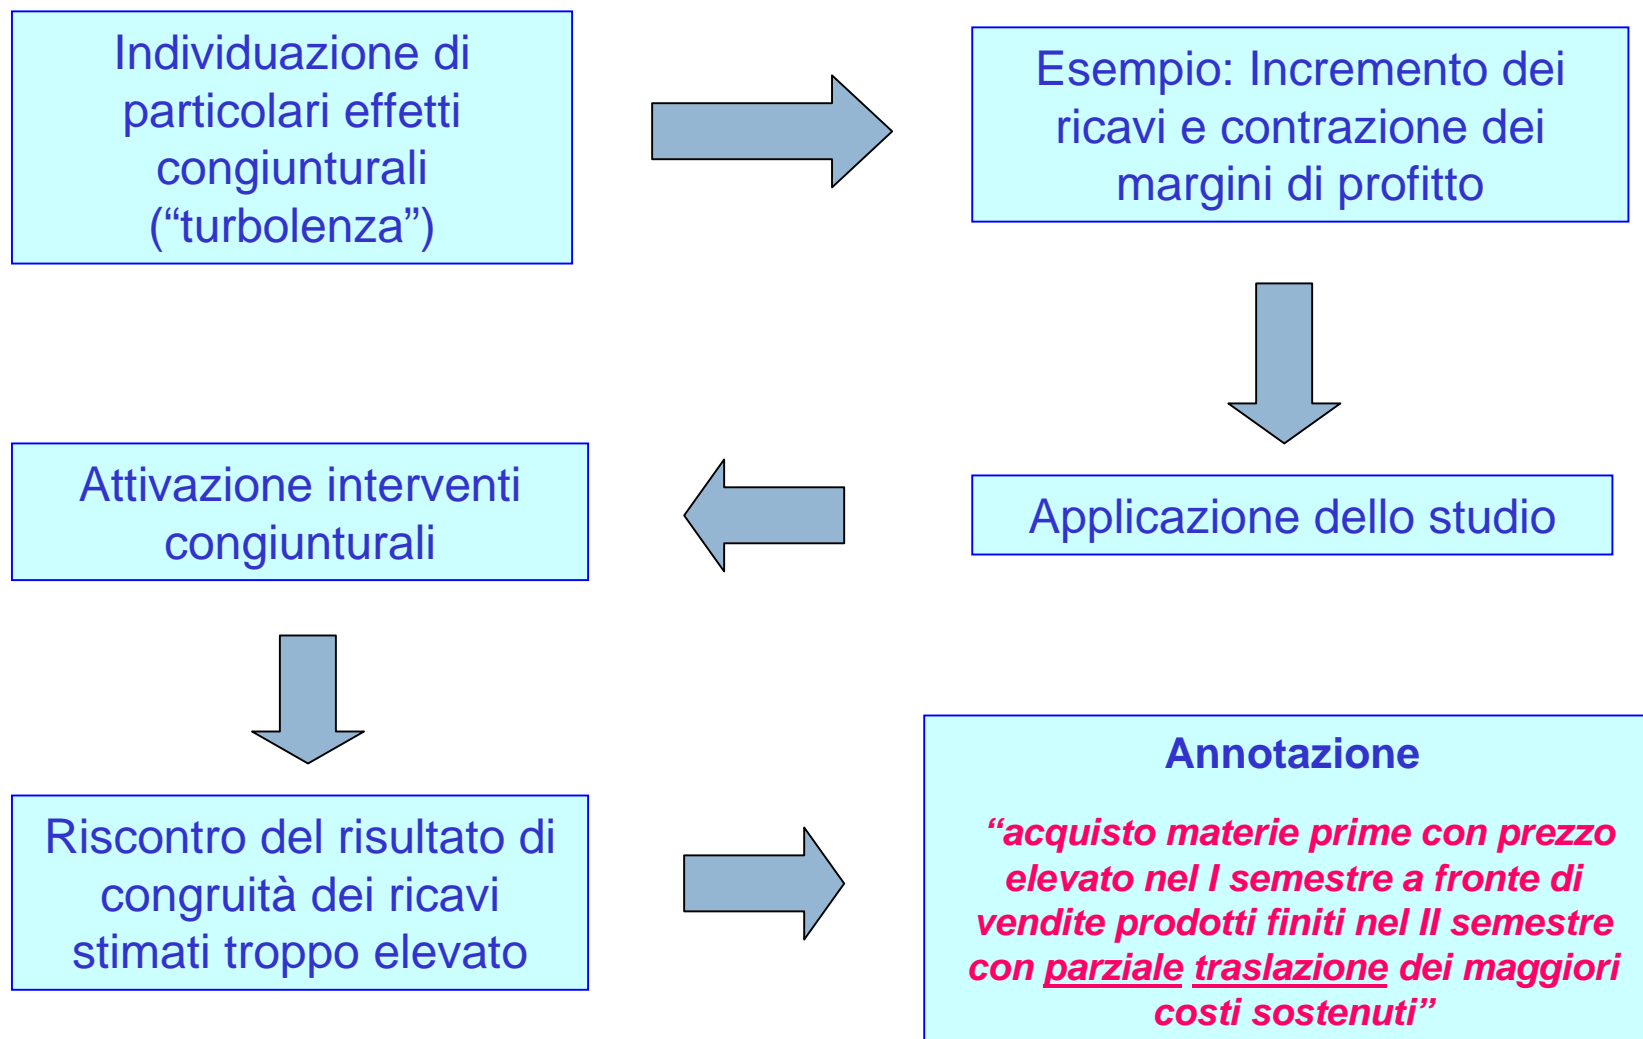 Individuazione di
particolari effetti
congiunturali
(“turbolenza”)
Esempio: Incremento dei
ricavi e contrazione dei
margini di profitto
Applicazione dello studio
Attivazione interventi
congiunturali
Riscontro del risultato di
congruità dei ricavi
stimati troppo elevato
Annotazione
“acquisto materie prime con prezzo
elevato nel I semestre a fronte di
vendite prodotti finiti nel II semestre
con parziale traslazione dei maggiori
costi sostenuti”